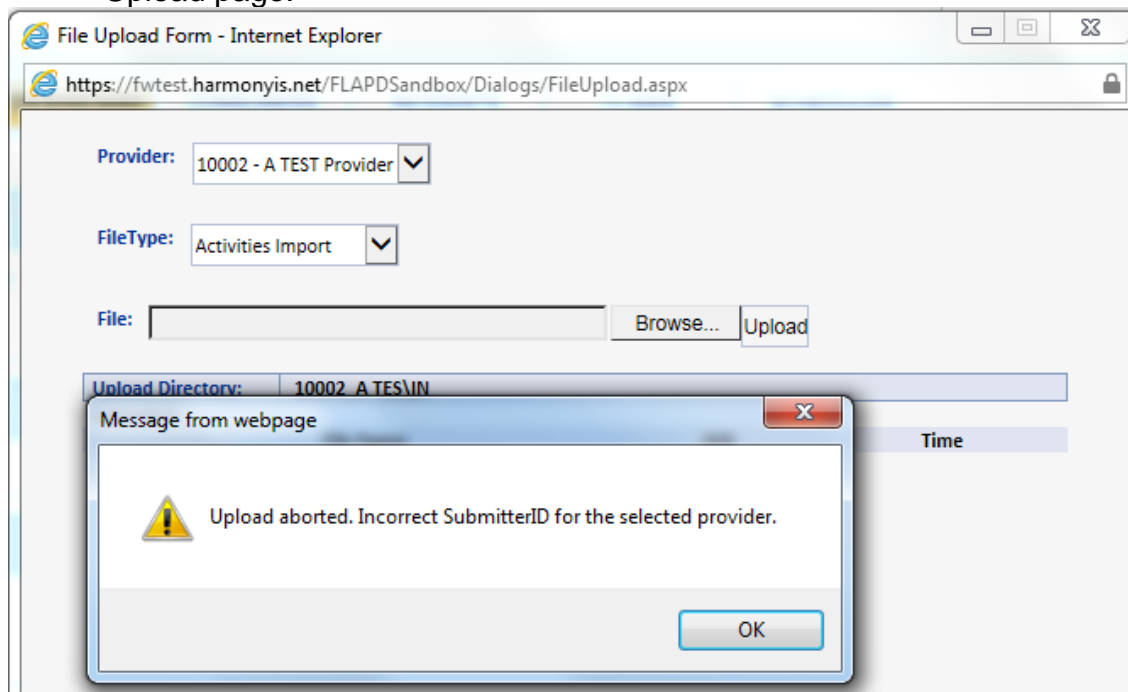 Upload page.
File Upload Form - Internet Explorer
https://fwtest.harmonyis.net/FLAPDSandbox/Dialogs/FileUpload.aspx
Provider: 10002 - A TEST Provider
FileType: Activities Import
File: Browse... Upload
Upload Directory: 10002_A TES\IN
Message from webpage
Time
Upload aborted. Incorrect SubmitterID for the selected provider.
OK